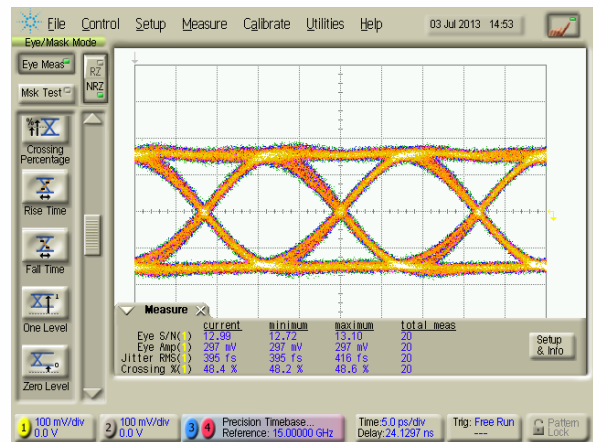 File Control Setup Measure Calibrate Utilities Help 03 Jul 2013 14:53
Eye/Mask Mode
Eye Meas
Msk Test
RZ
NRZ
Crossing
Percentage
Rise Time
Fall Time
One Level
Zero Level
Measure
current minimum maximum total meas
Eye S/N(1) 12.99 12.72 13.10 20
Eye Amp(1) 297 mV 297 mV 297 mV 20
Jitter RMS(1) 395 fs 395 fs 416 fs 20
Crossing %(1) 48.4 % 48.2 % 48.6 % 20
Setup
& Info
1 100 mV/div
0.0 V
2 100 mV/div
0.0 V
3 4 Precision Timebase...
Reference: 15.00000 GHz
Time:5.0 ps/div
Delay:24.1297 ns
Trig: Free Run
---
Pattern
Lock